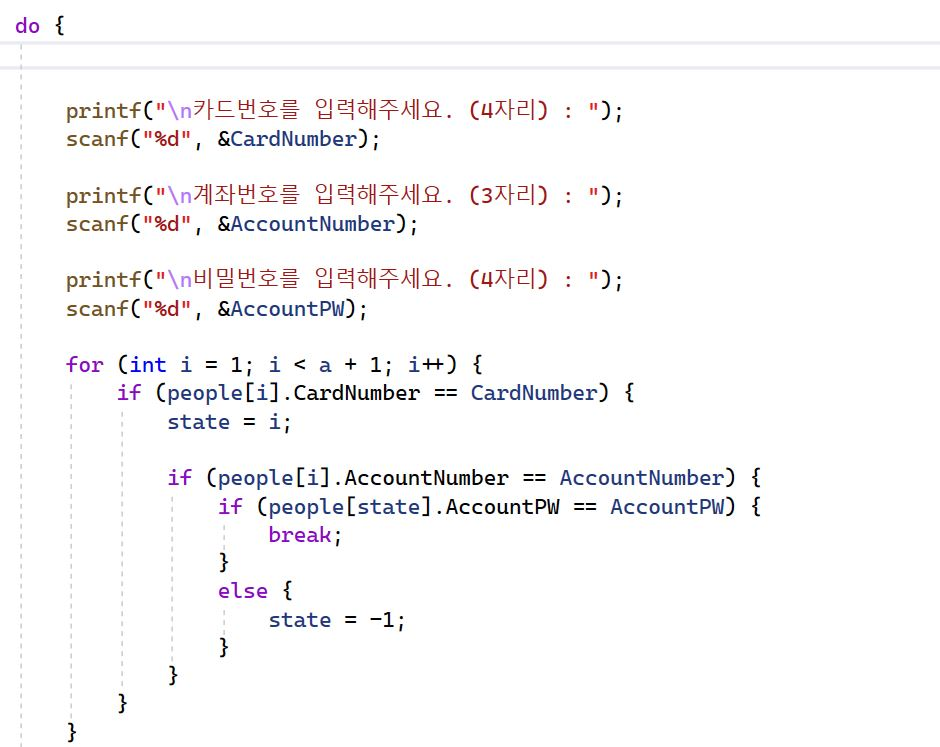 do {
printf("\n카드번호를 입력해주세요. (4자리) : ");
scanf("%d", &CardNumber);
printf("\n계좌번호를 입력해주세요. (3자리) : ");
scanf("%d", &AccountNumber);
printf("\n비밀번호를 입력해주세요. (4자리) : ");
scanf("%d", &AccountPW);
for (int i = 1; i < a + 1; i++) {
if (people[i].CardNumber == CardNumber) {
state = i;
if (people[i].AccountNumber == AccountNumber) {
if (people[state].AccountPW == AccountPW) {
break;
}
else {
state = -1;
}
}
}
}